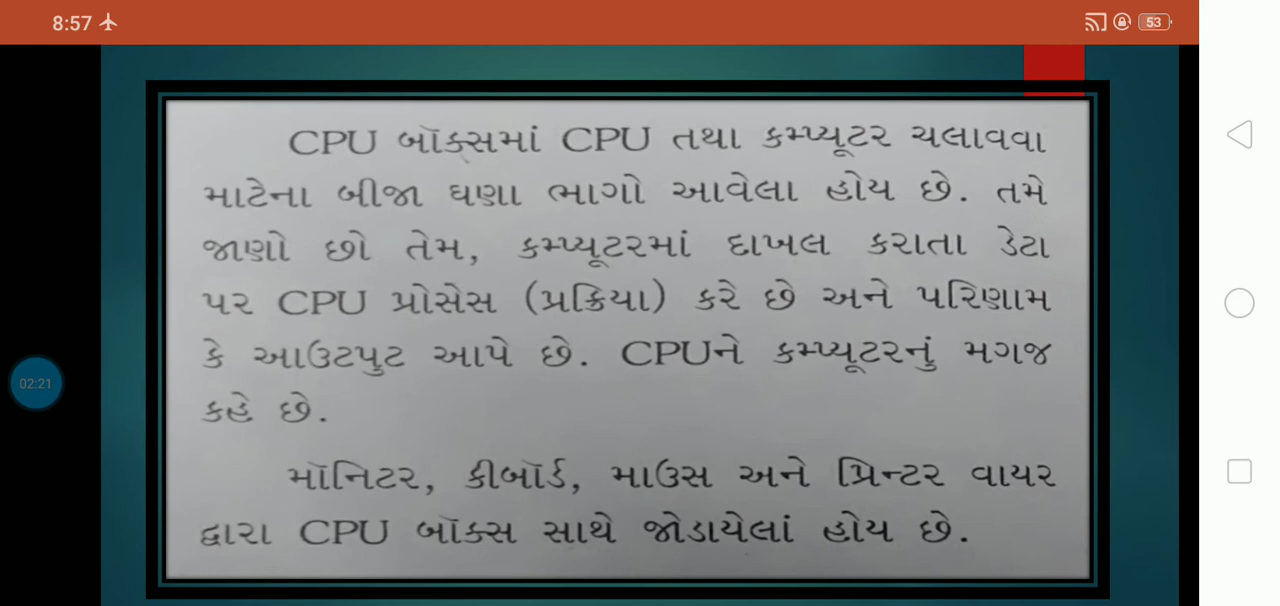 8:57
53
CPU બૉક્સમાં CPU તથા કમ્પ્યૂટર ચલાવવા
માટેના બીજા ઘણા ભાગો આવેલા હોય છે. તમે
જાણો છો તેમ, કમ્પ્યૂટરમાં દાખલ કરાતા ડેટા
પર CPU પ્રોસેસ (પ્રક્રિયા) કરે છે અને પરિણામ
કે આઉટપુટ આપે છે. CPUને કમ્પ્યૂટરનું મગજ
02:21
કહે છે.
મૉનિટર, કીબૉર્ડ, માઉસ અને પ્રિન્ટર વાયર
દ્વારા CPU બૉક્સ સાથે જોડાયેલાં હોય છે.